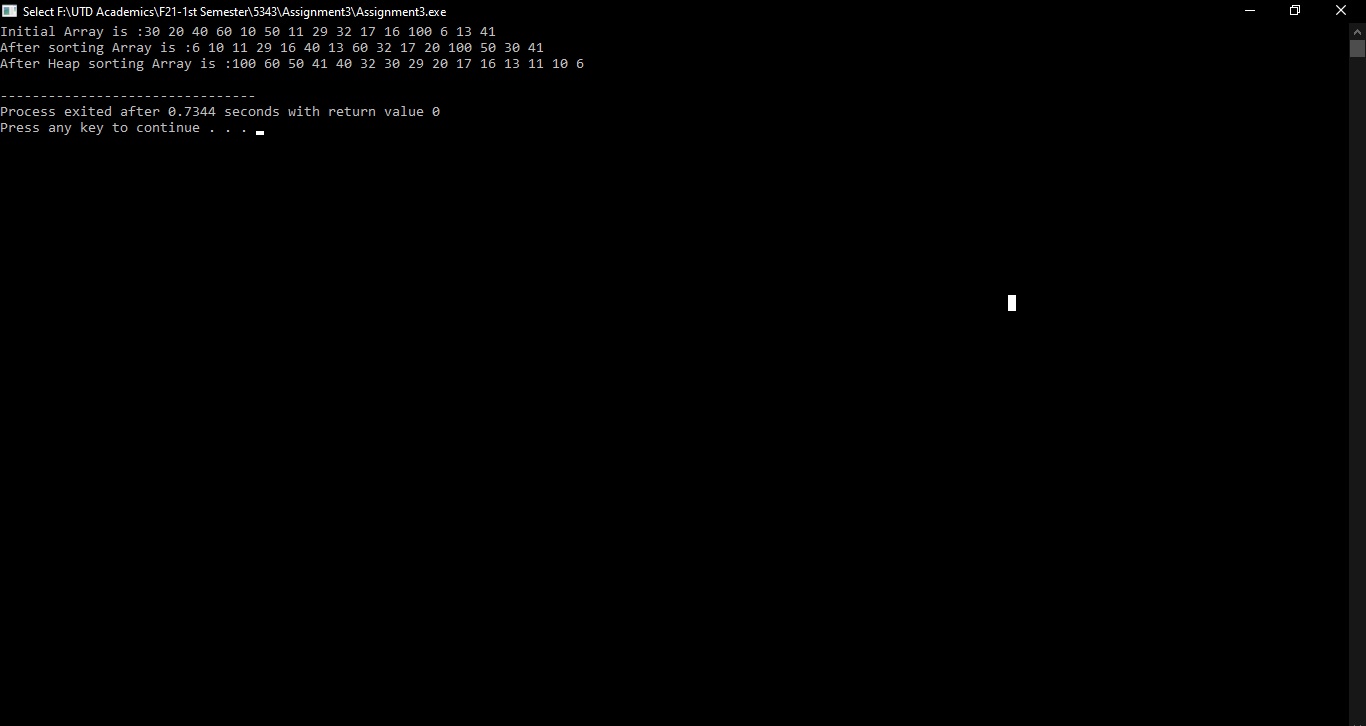 Select F:\UTD Academics\F21-1st Semester\5343\Assignment3\Assignment3.exe
Initial Array is :30 20 40 60 10 50 11 29 32 17 16 100 6 13 41
After sorting Array is :6 10 11 29 16 40 13 60 32 17 20 100 50 30 41
After Heap sorting Array is :100 60 50 41 40 32 30 29 20 17 16 13 11 10 6
--------------------------------
Process exited after 0.7344 seconds with return value 0
Press any key to continue . . .